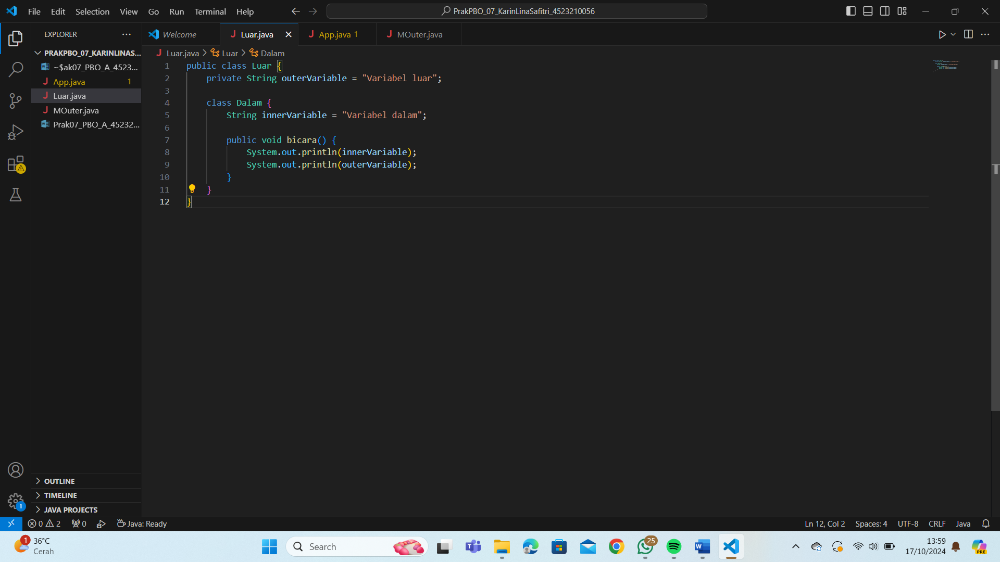 File Edit Selection View Go Run Terminal Help
PrakPBO_07_KarinLinaSafitri_4523210056
EXPLORER
Welcome
Luar.java
App.java 1
MOuter.java
PRAKPBO_07_KARINLINAS...
~$ak07_PBO_A_4523...
App.java 1
Luar.java
MOuter.java
Prak07_PBO_A_45232...
Luar.java > Luar > Dalam
1 public class Luar {
2 private String outerVariable = "Variabel luar";
3
4 class Dalam {
5 String innerVariable = "Variabel dalam";
6
7 public void bicara() {
8 System.out.println(innerVariable);
9 System.out.println(outerVariable);
10 }
11 }
12 }
OUTLINE
TIMELINE
JAVA PROJECTS
1
0 2 0 Java: Ready
Ln 12, Col 2 Spaces: 4 UTF-8 CRLF Java
1
36°C
Cerah
Search
25
13:59
17/10/2024
PRE